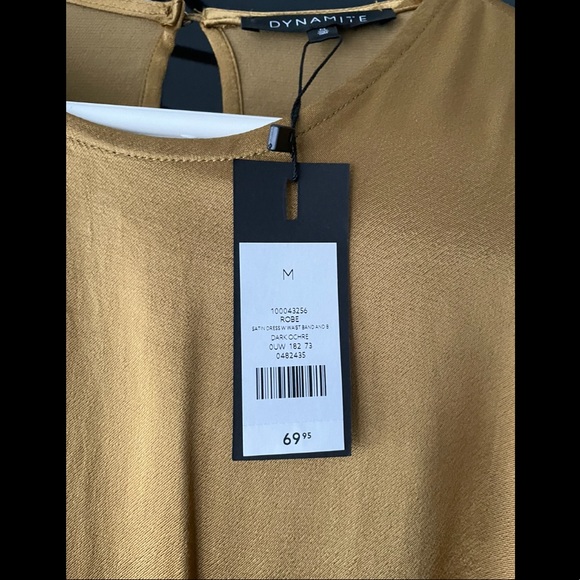 DYNAMITE
M
100043256
ROBE
SATIN DRESS W WAIST BAND AND B
DARK OCHRE
0UW 182 73
0482435
69.95